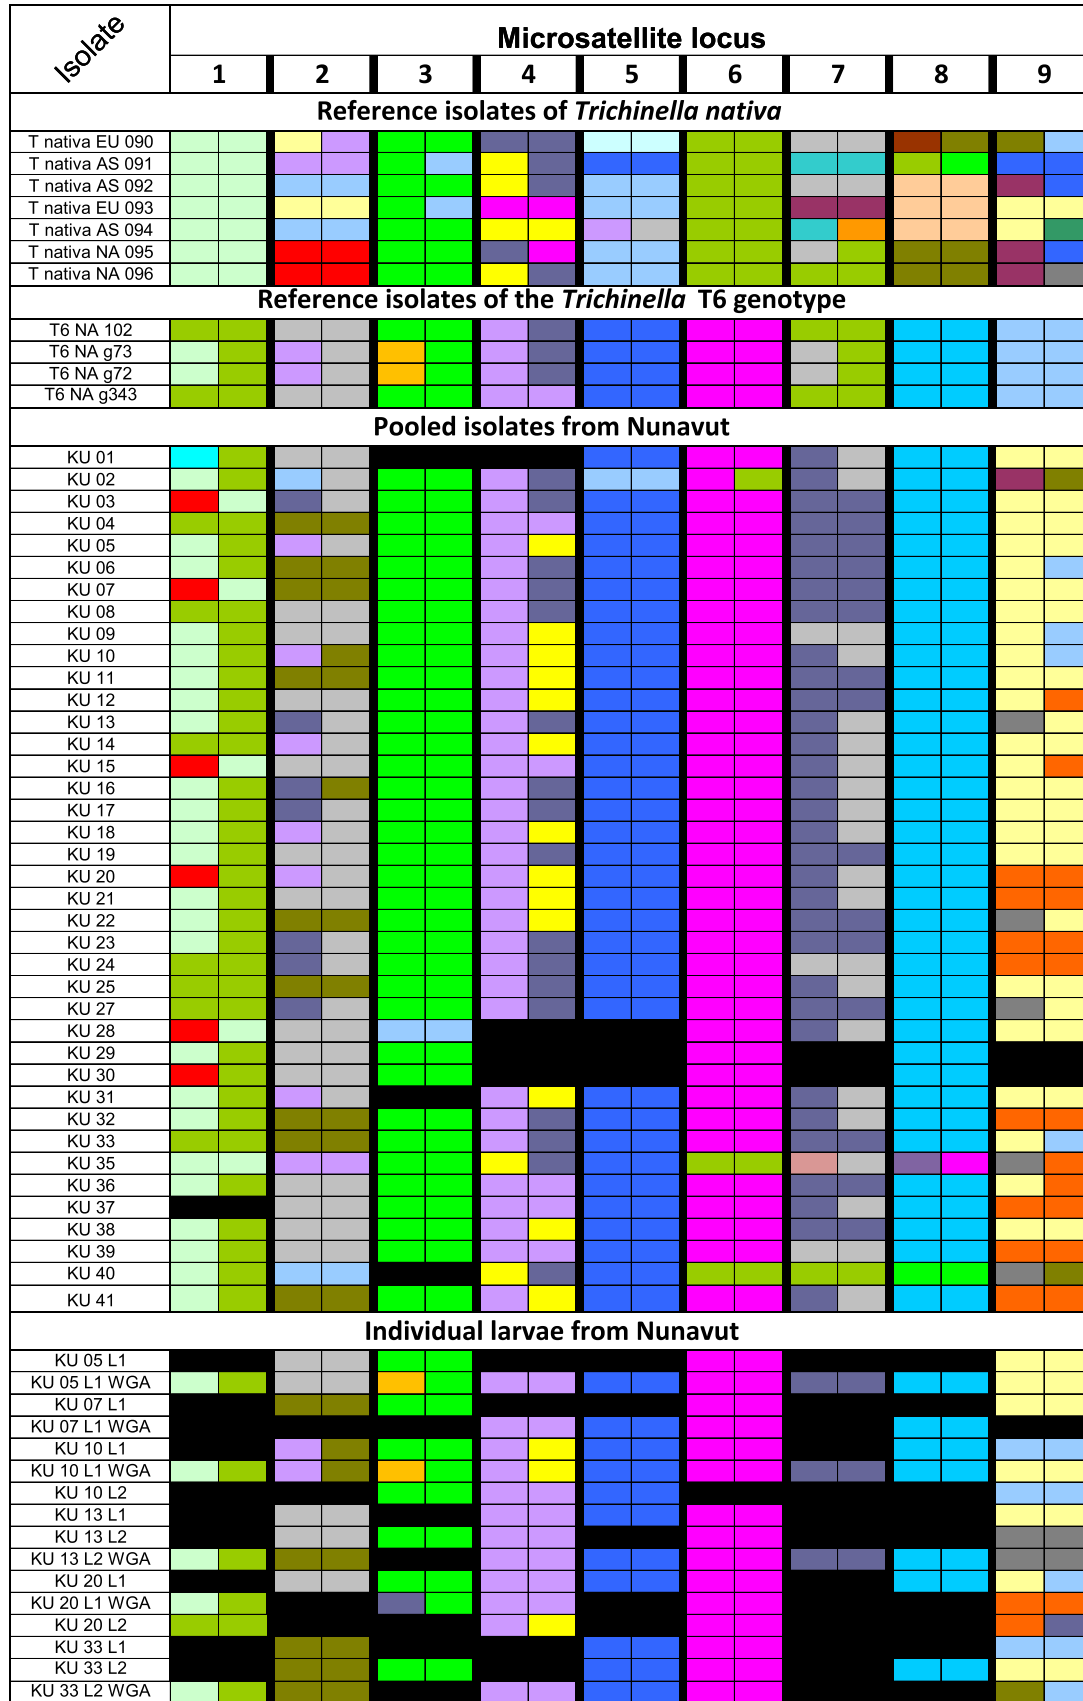 Isolate
Microsatellite locus
1 2 3 4 5 6 7 8 9
Reference isolates of Trichinella nativa
T nativa EU 090
T nativa AS 091
T nativa AS 092
T nativa EU 093
T nativa AS 094
T nativa NA 095
T nativa NA 096
Reference isolates of the Trichinella T6 genotype
T6 NA 102
T6 NA g73
T6 NA g72
T6 NA g343
Pooled isolates from Nunavut
KU 01
KU 02
KU 03
KU 04
KU 05
KU 06
KU 07
KU 08
KU 09
KU 10
KU 11
KU 12
KU 13
KU 14
KU 15
KU 16
KU 17
KU 18
KU 19
KU 20
KU 21
KU 22
KU 23
KU 24
KU 25
KU 27
KU 28
KU 29
KU 30
KU 31
KU 32
KU 33
KU 35
KU 36
KU 37
KU 38
KU 39
KU 40
KU 41
Individual larvae from Nunavut
KU 05 L1
KU 05 L1 WGA
KU 07 L1
KU 07 L1 WGA
KU 10 L1
KU 10 L1 WGA
KU 10 L2
KU 13 L1
KU 13 L2
KU 13 L2 WGA
KU 20 L1
KU 20 L1 WGA
KU 20 L2
KU 33 L1
KU 33 L2
KU 33 L2 WGA